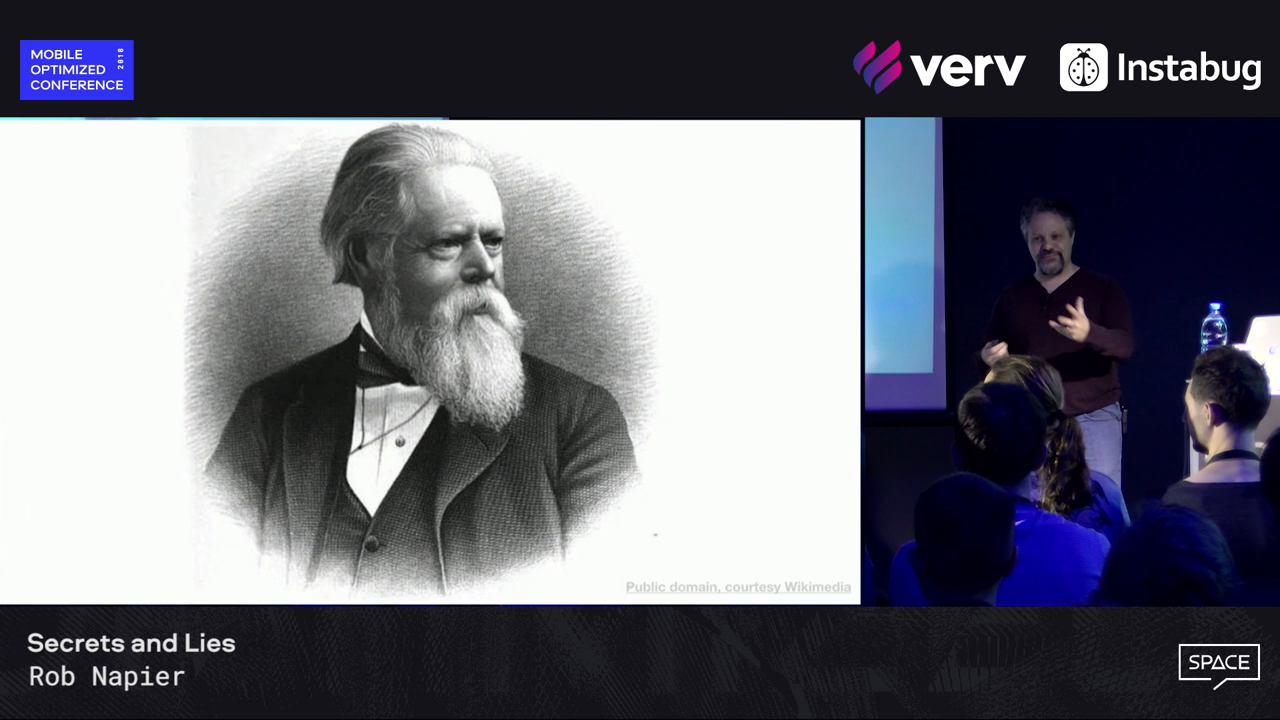 MOBILE
OPTIMIZED
CONFERENCE
2018
verv
Instabug
Public domain, courtesy Wikimedia
Secrets and Lies
Rob Napier
SPACE